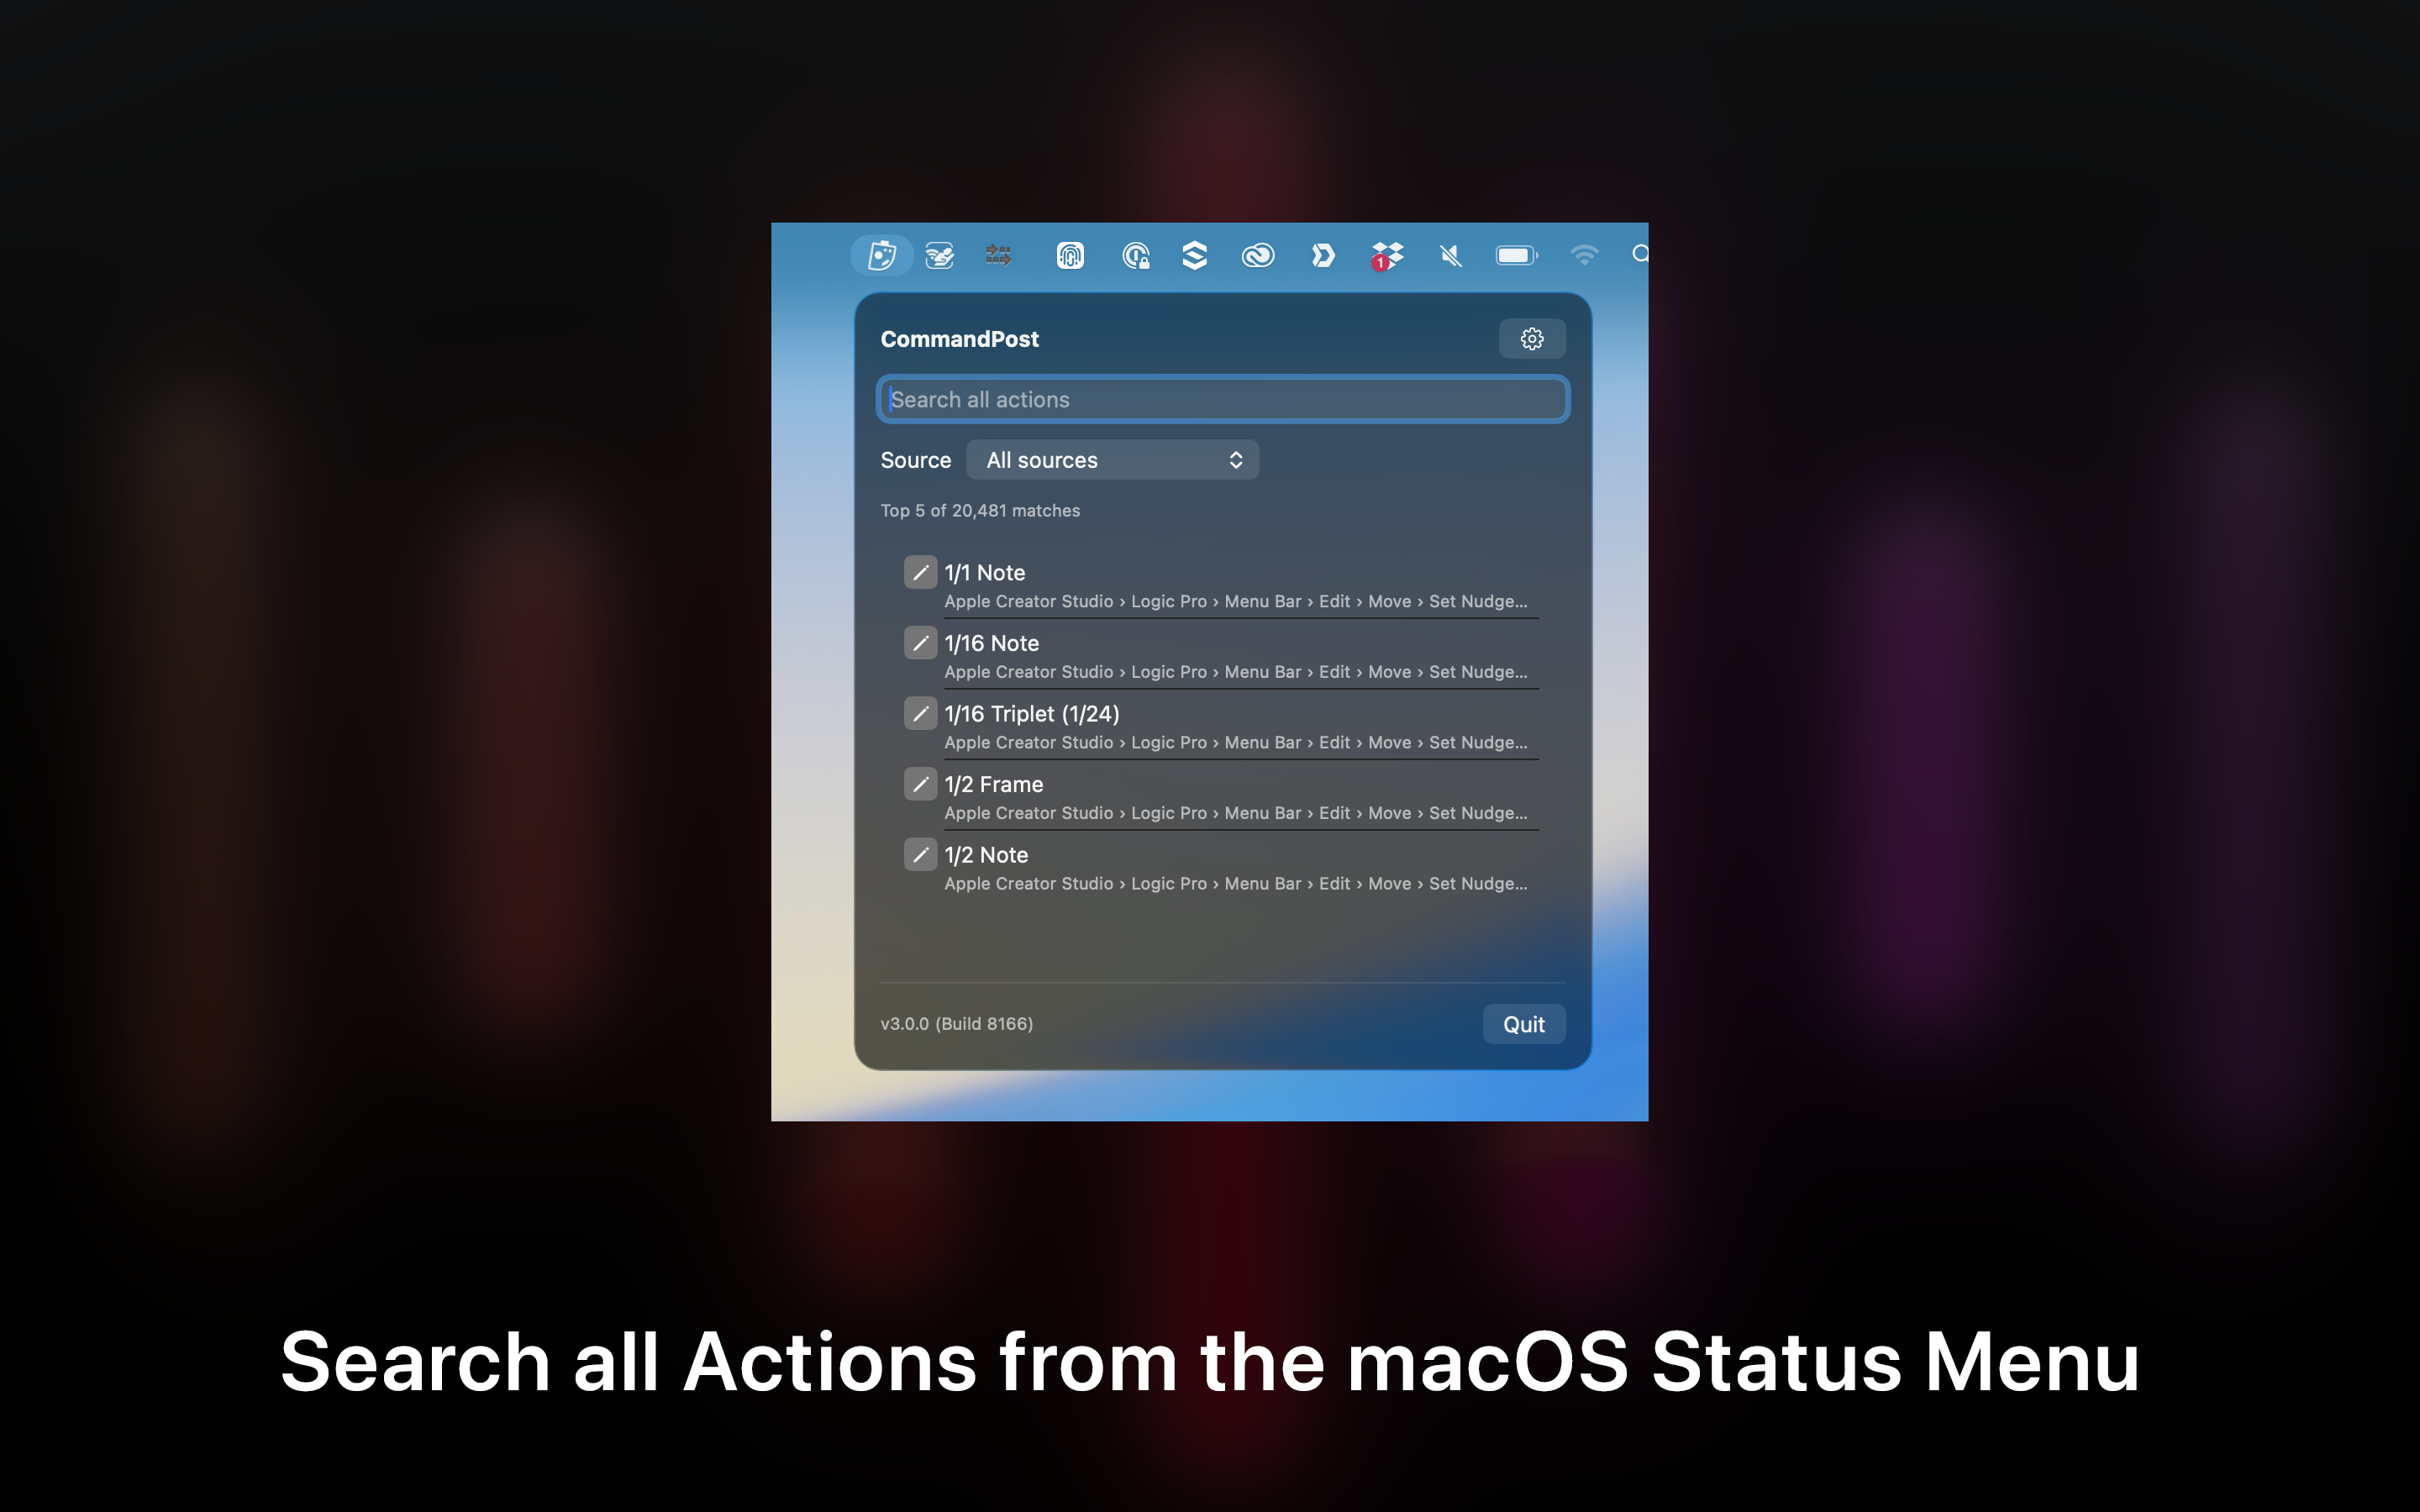 1
CommandPost
Search all actions
Source All sources
Top 5 of 20,481 matches
1/1 Note
Apple Creator Studio › Logic Pro › Menu Bar › Edit › Move › Set Nudge...
1/16 Note
Apple Creator Studio › Logic Pro › Menu Bar › Edit › Move › Set Nudge...
1/16 Triplet (1/24)
Apple Creator Studio › Logic Pro › Menu Bar › Edit › Move › Set Nudge...
1/2 Frame
Apple Creator Studio › Logic Pro › Menu Bar › Edit › Move › Set Nudge...
1/2 Note
Apple Creator Studio › Logic Pro › Menu Bar › Edit › Move › Set Nudge...
v3.0.0 (Build 8166) Quit
Search all Actions from the macOS Status Menu